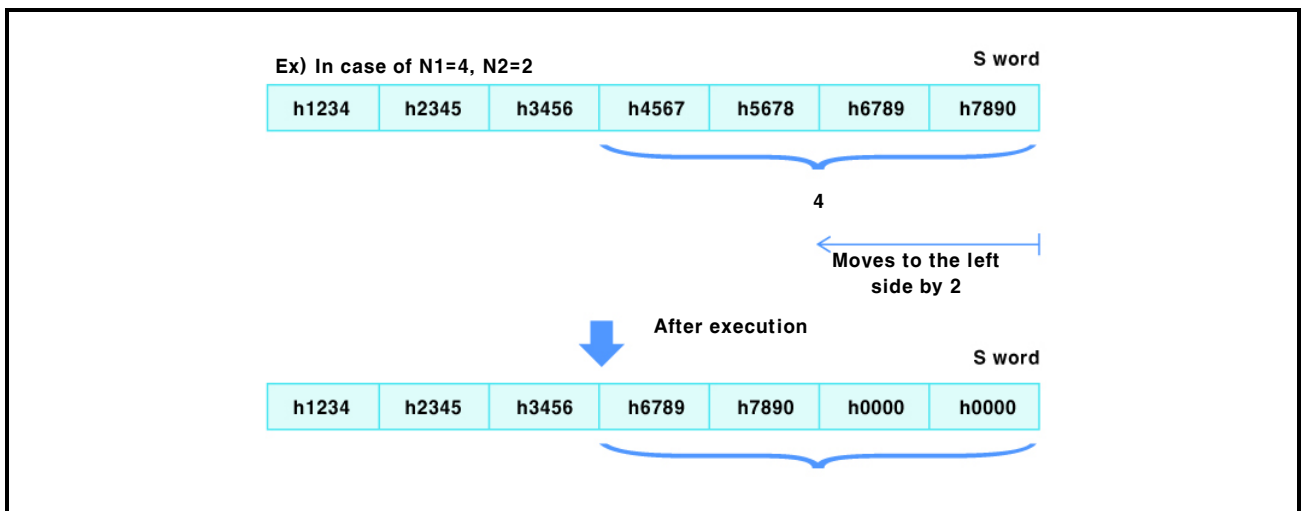 Ex) In case of N1=4, N2=2
S word
h1234 h2345 h3456 h4567 h5678 h6789 h7890
4
Moves to the left
side by 2
After execution
S word
h1234 h2345 h3456 h6789 h7890 h0000 h0000